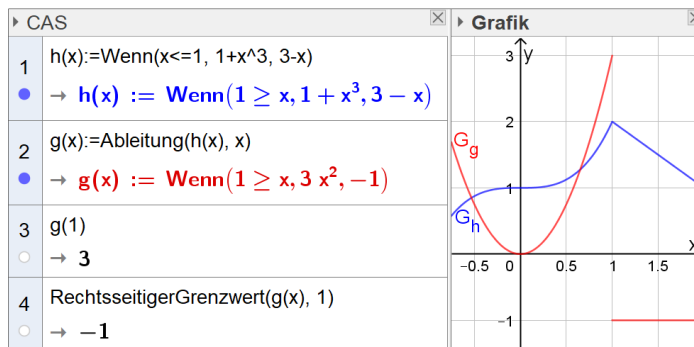 CAS
1
h(x):=Wenn(x<=1, 1+x^3, 3-x)
→ h(x) := Wenn(1 ≥ x, 1 + x³, 3 − x)
2
g(x):=Ableitung(h(x), x)
→ g(x) := Wenn(1 ≥ x, 3 x², −1)
3
g(1)
→ 3
4
RechtsseitigerGrenzwert(g(x), 1)
→ −1
Grafik
y
3
2
1
−1
G_g
G_h
x
−0.5 0 0.5 1 1.5